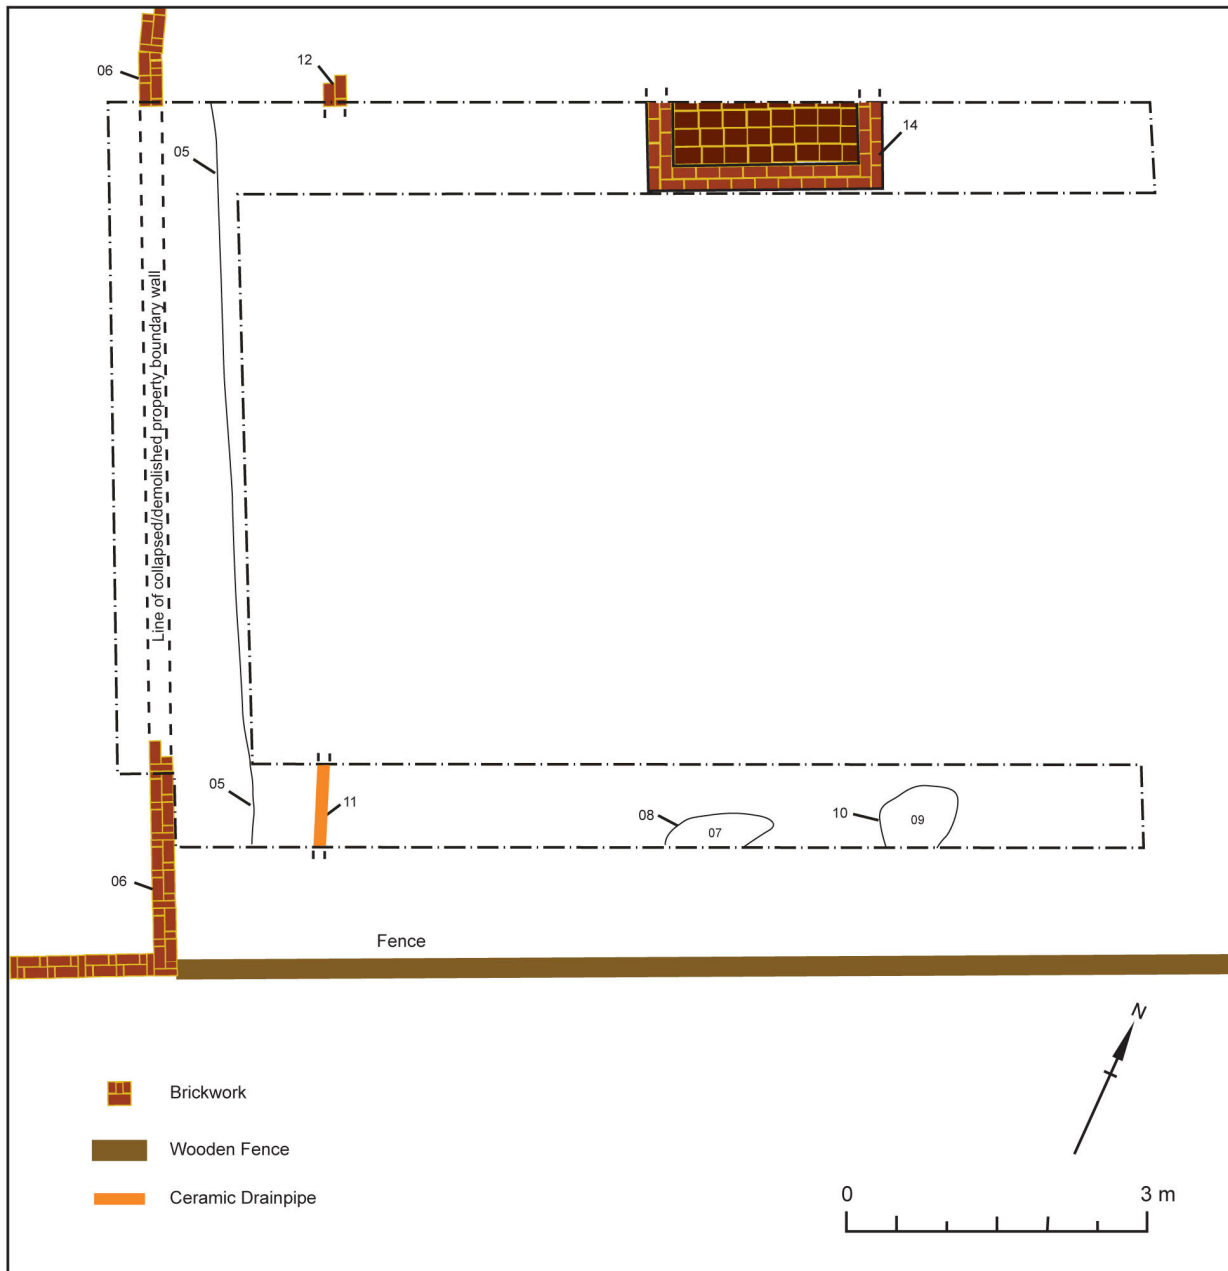 12
06
14
05
Line of collapsed/demolished property boundary wall
05
11
08
07
10
09
06
Fence
N
Brickwork
Wooden Fence
Ceramic Drainpipe
0 3 m